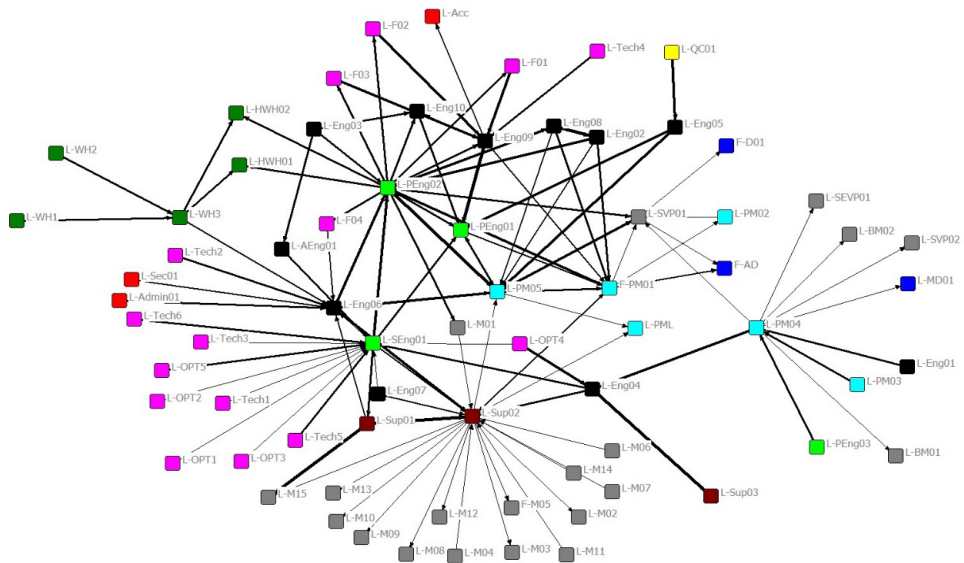 L-Acc
L-F02
L-Tech4
L-QC01
L-F03
L-F01
L-HWH02
L-Eng10
L-Eng03
L-Eng08
L-Eng02
L-Eng05
L-Eng09
F-D01
L-WH2
L-HWH01
L-PEng02
L-SEVP01
L-WH1
L-WH3
L-F04
L-PEng01
L-SVP01
L-PM02
L-BM02
L-SVP02
L-Tech2
L-AEng01
L-Sec01
F-AD
L-PM05
F-PM01
L-MD01
L-Admin01
L-Eng06
L-Tech6
L-M01
L-PML
L-PM04
L-Tech3
L-SEng01
L-OPT4
L-OPT5
L-Eng01
L-Eng07
L-Eng04
L-PM03
L-OPT2
L-Tech1
L-Sup01
L-Sup02
L-Tech5
L-PEng03
L-M06
L-BM01
L-OPT1
L-OPT3
L-M14
L-M15
L-M13
L-M07
L-Sup03
L-M10
L-M12
F-M05
L-M02
L-M09
L-M08
L-M04
L-M03
L-M11